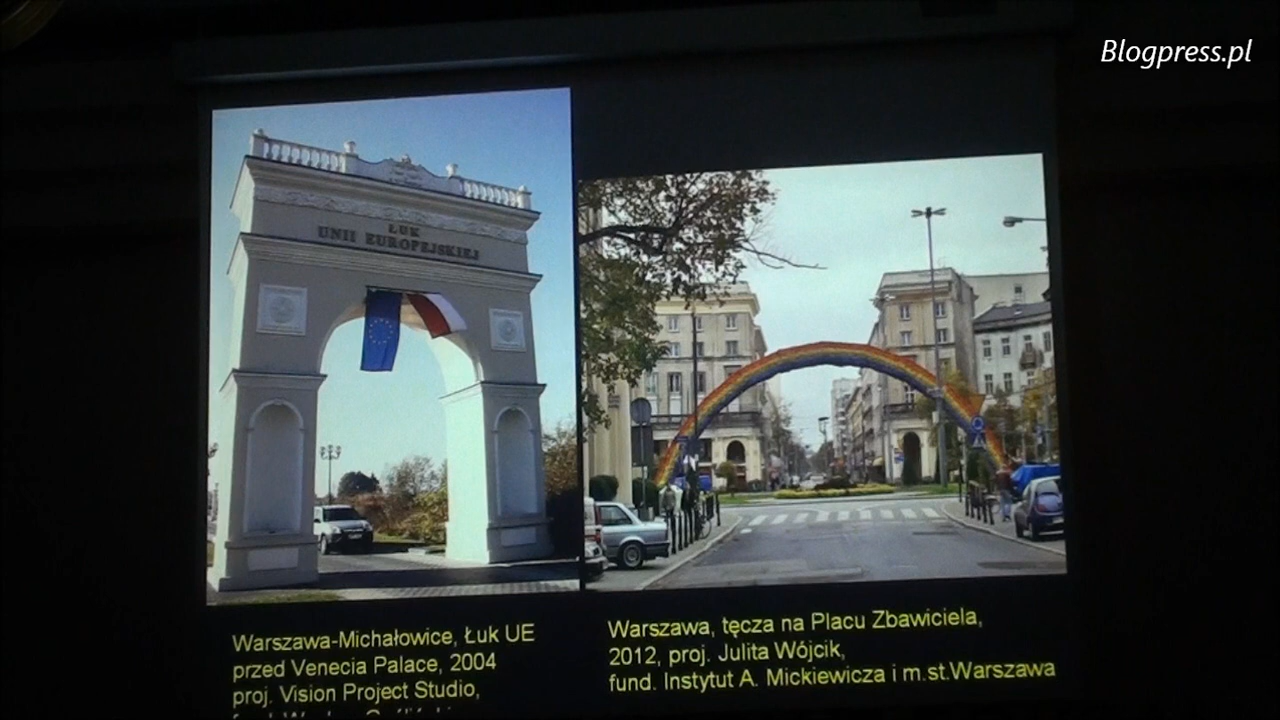 Blogpress.pl
ŁUK
UNII EUROPEJSKIEJ
Warszawa-Michałowice, Łuk UE
przed Venecia Palace, 2004
proj. Vision Project Studio,
Warszawa, tęcza na Placu Zbawiciela,
2012, proj. Julita Wójcik,
fund. Instytut A. Mickiewicza i m.st.Warszawa